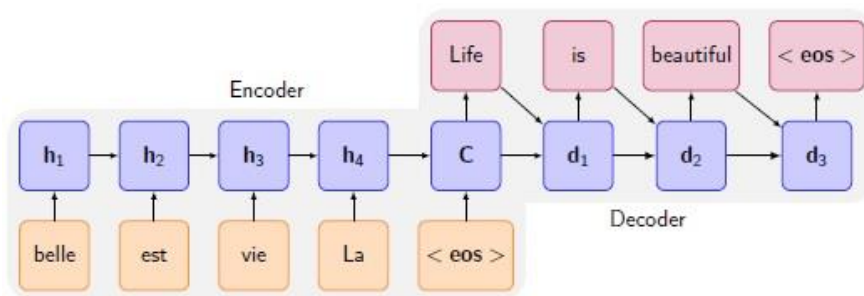 Life is beautiful < eos >
Encoder
h₁ h₂ h₃ h₄ C d₁ d₂ d₃
Decoder
belle est vie La < eos >